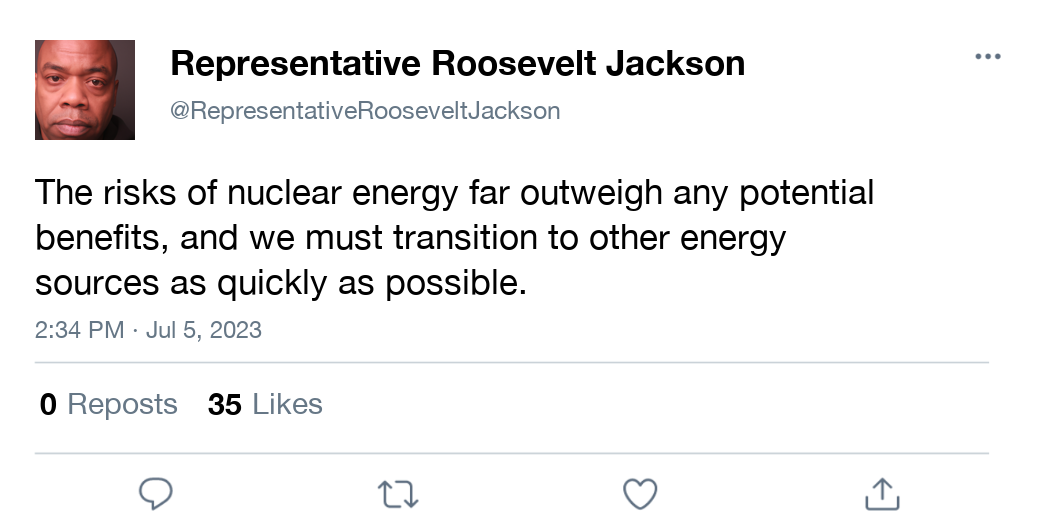 Representative Roosevelt Jackson
@RepresentativeRooseveltJackson
The risks of nuclear energy far outweigh any potential
benefits, and we must transition to other energy
sources as quickly as possible.
2:34 PM · Jul 5, 2023
0 Reposts 35 Likes